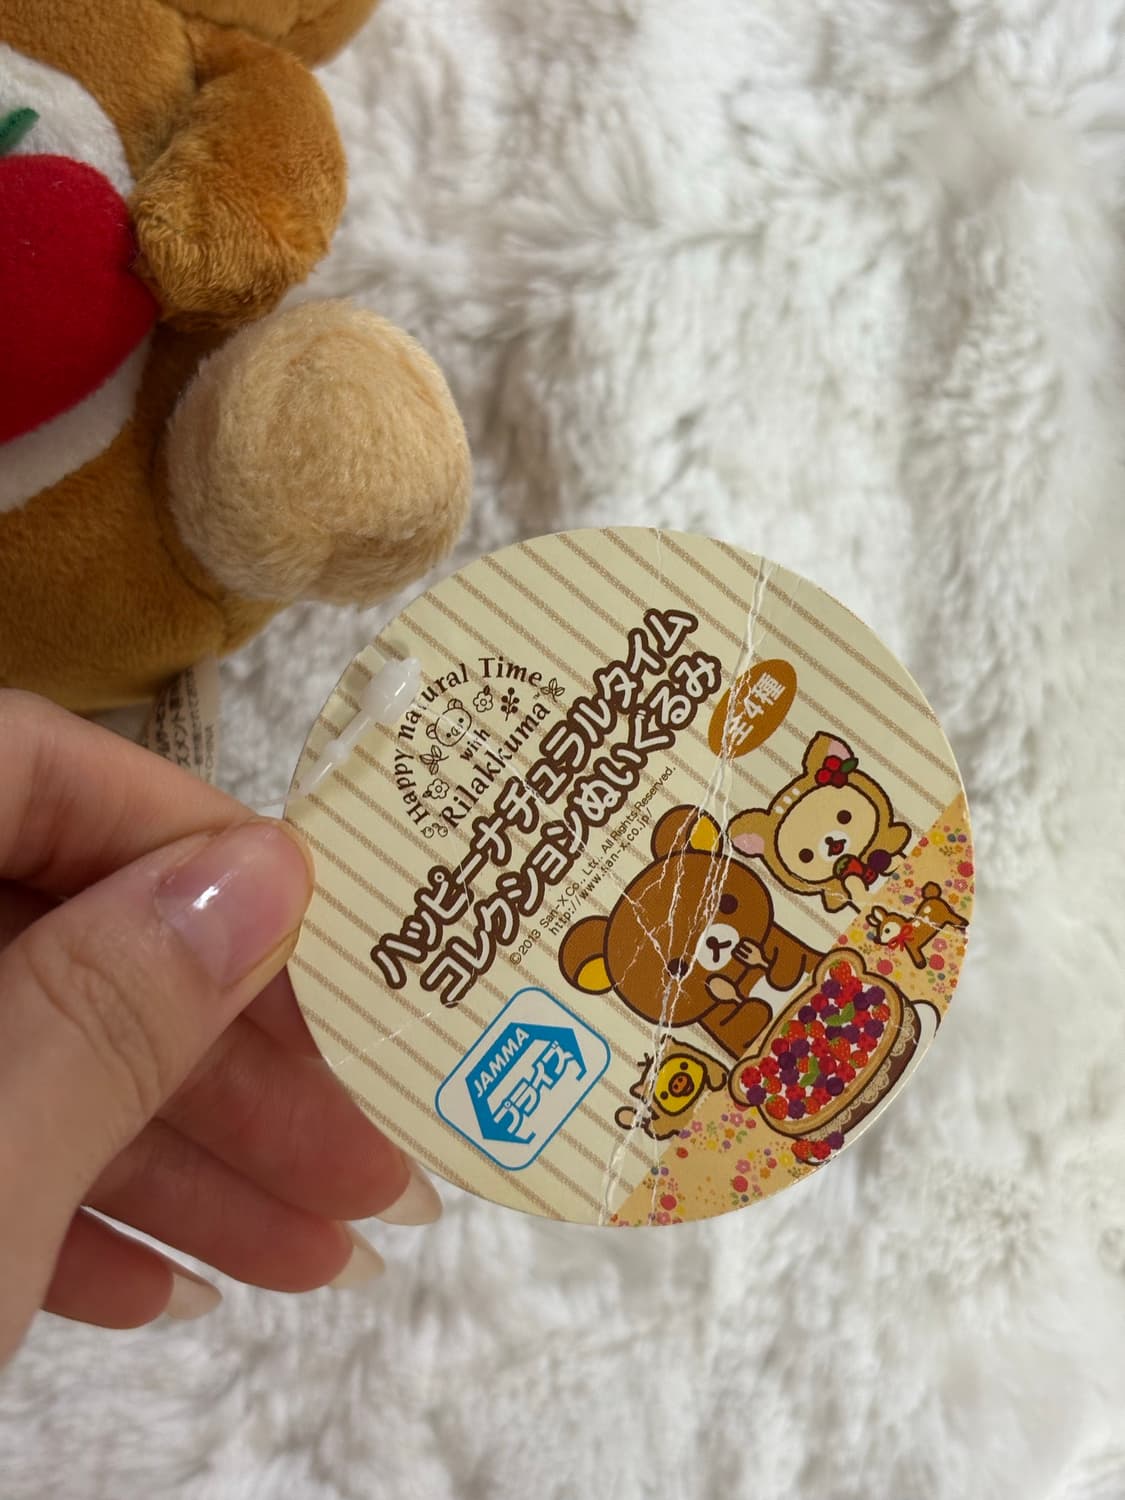 Happy natural Time
with
Rilakkuma™
ハッピーナチュラルタイム
コレクションぬいぐるみ
全4種
©2013 San-X Co., Ltd. All Rights Reserved.
http://www.san-x.co.jp/
JAMMA
プライズ